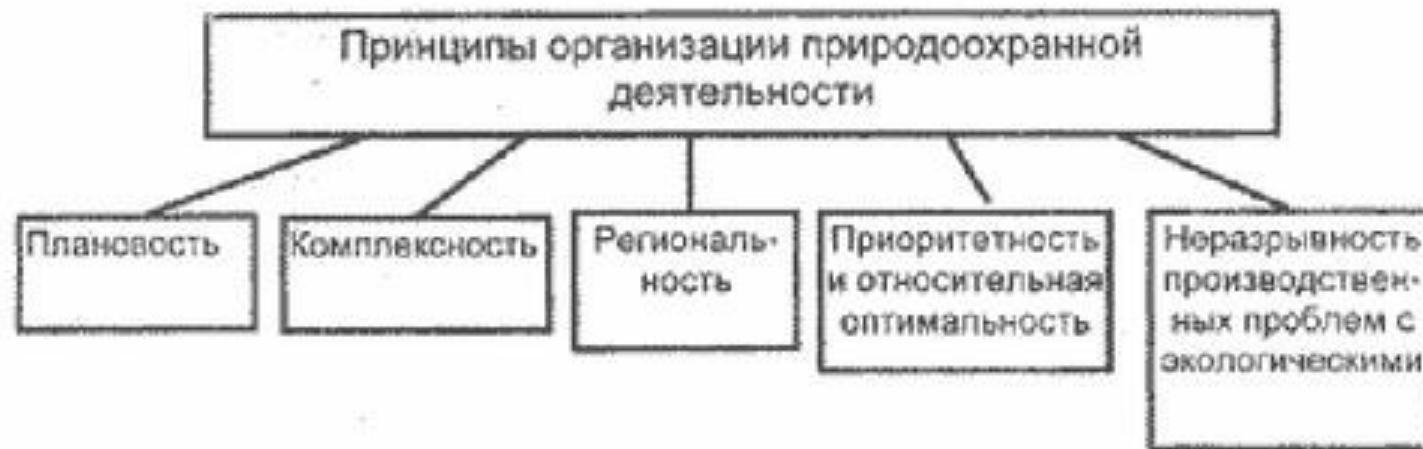 Принципы организации природоохранной
деятельности
Плановость
Комплексность
Региональ-
ность
Приоритетность
и относительная
оптимальность
Неразрывность
производствен-
ных проблем с
экологическими